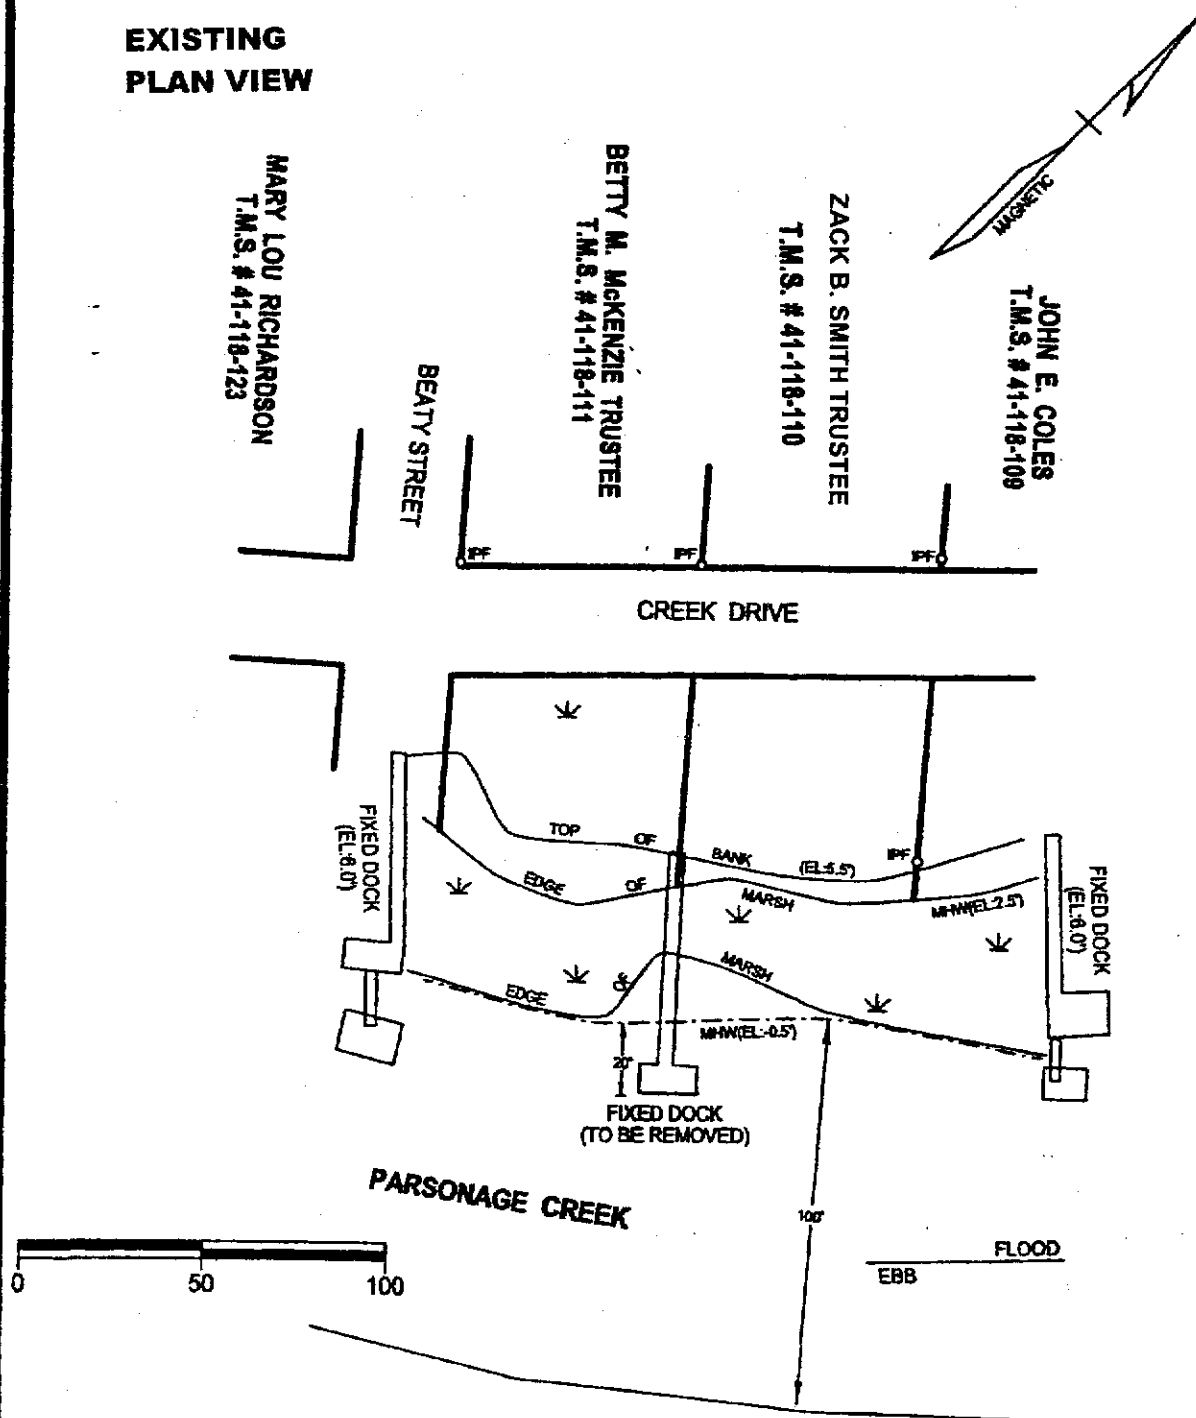 EXISTING
PLAN VIEW
MAGNETIC
MARY LOU RICHARDSON
T.M.S. # 41-118-123
BEATY STREET
BETTY M. McKENZIE TRUSTEE
T.M.S. # 41-118-111
ZACK B. SMITH TRUSTEE
T.M.S. # 41-118-110
JOHN E. COLES
T.M.S. # 41-118-109
IPF
IPF
IPF
CREEK DRIVE
FIXED DOCK
(EL:6.0')
TOP OF BANK (EL:5.5')
IPF
EDGE OF MARSH MHW(EL:2.5')
FIXED DOCK
(EL:6.0')
EDGE OF MARSH
MHW(EL:-0.5')
20'
FIXED DOCK
(TO BE REMOVED)
PARSONAGE CREEK
100'
FLOOD
EBB
0 50 100